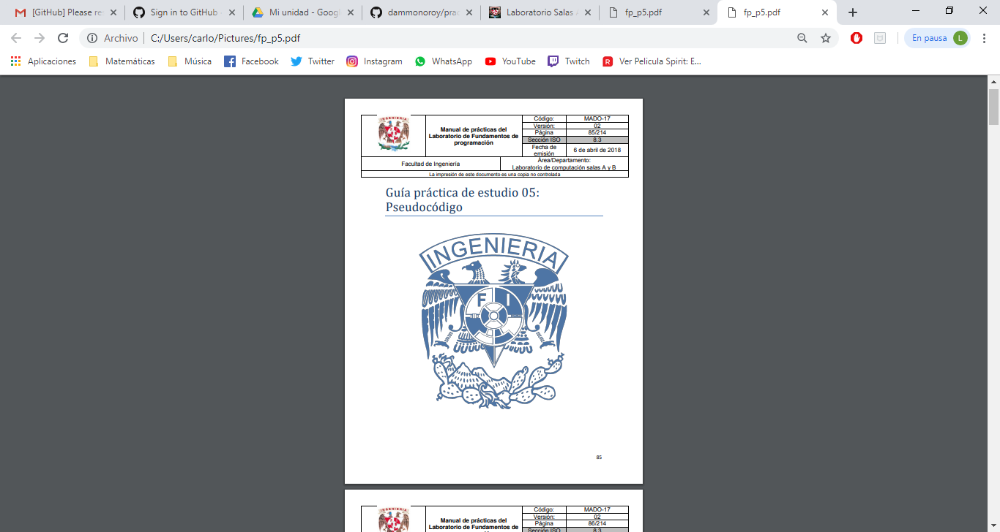 [GitHub] Please re
Sign in to GitHub
Mi unidad - Goog
dammonoroy/prac
Laboratorio Salas
fp_p5.pdf
fp_p5.pdf
Archivo
C:/Users/carlo/Pictures/fp_p5.pdf
En pausa
L
Aplicaciones
Matemáticas
Música
Facebook
Twitter
Instagram
WhatsApp
YouTube
Twitch
Ver Pelicula Spirit: E...
INGENIERIA
Manual de prácticas del
Laboratorio de Fundamentos de
programación
Código:
MADO-17
Versión:
02
Página
85/214
Sección ISO
8.3
Fecha de
emisión
6 de abril de 2018
Facultad de Ingeniería
Área/Departamento:
Laboratorio de computación salas A y B
La impresión de este documento es una copia no controlada
Guía práctica de estudio 05:
Pseudocódigo
INGENIERIA
F I
85
INGENIERIA
Manual de prácticas del
Laboratorio de Fundamentos de
Código:
MADO-17
Versión:
02
Página
86/214
Sección ISO
8.3